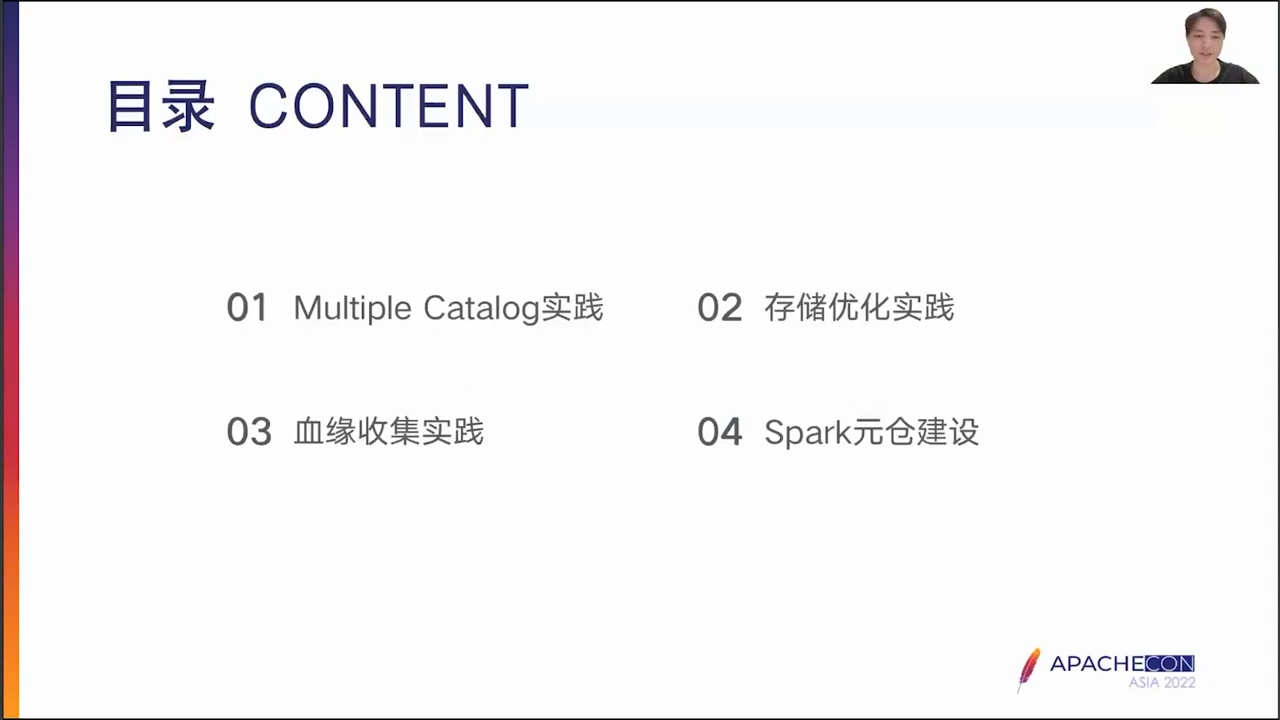 目录 CONTENT
01 Multiple Catalog实践
02 存储优化实践
03 血缘收集实践
04 Spark元仓建设
APACHECON
ASIA 2022